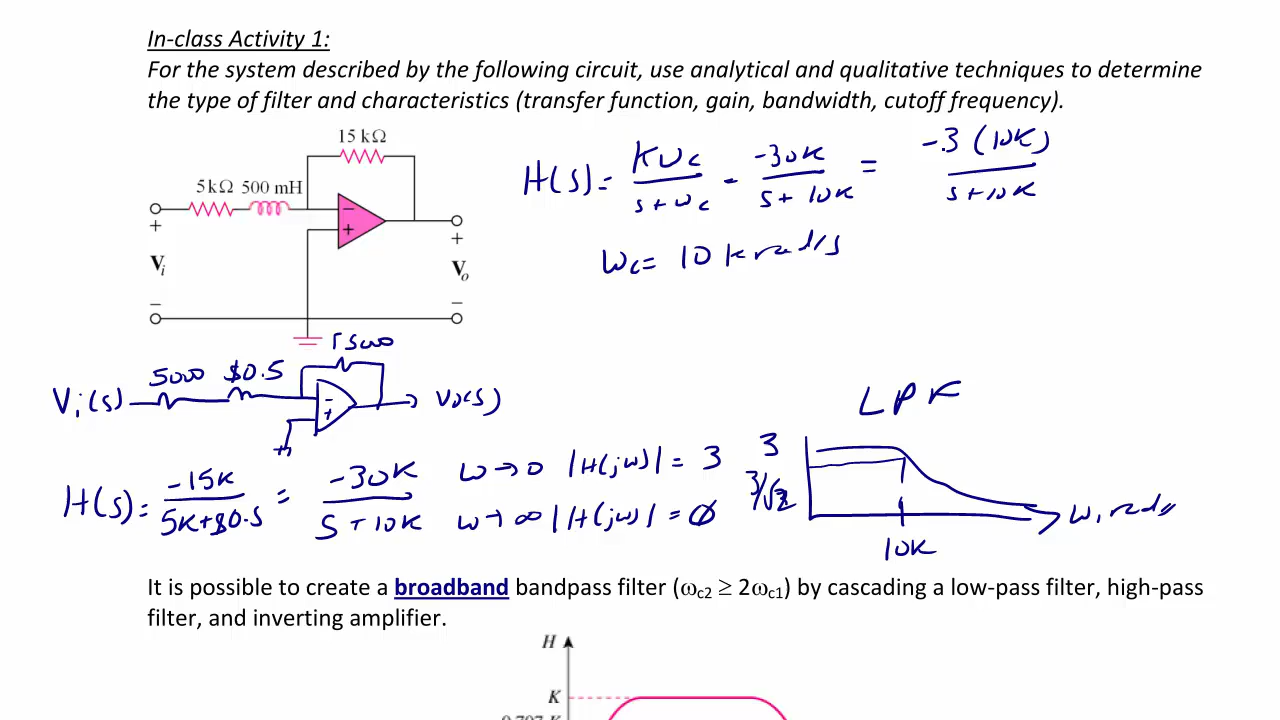 In-class Activity 1:
For the system described by the following circuit, use analytical and qualitative techniques to determine
the type of filter and characteristics (transfer function, gain, bandwidth, cutoff frequency).
15 kΩ
5kΩ 500 mH
−
+
+
+
Vi
Vo
−
−
H(s) = Kωc / s + ωc = -30K / s + 10K = -3 (10K) / s + 10K
ωc = 10 k rad/s
15000
5000 0.5
Vi(s)
-
+
Vo(s)
H(s) = -15K / 5K + s0.5 = -30K / s + 10K
ω → 0 |H(jω)| = 3
ω → ∞ |H(jω)| = 0
LPF
3
3/√2
10K
ω, rad/s
It is possible to create a broadband bandpass filter (ωc2 ≥ 2ωc1) by cascading a low-pass filter, high-pass
filter, and inverting amplifier.
H
K
0.707 K